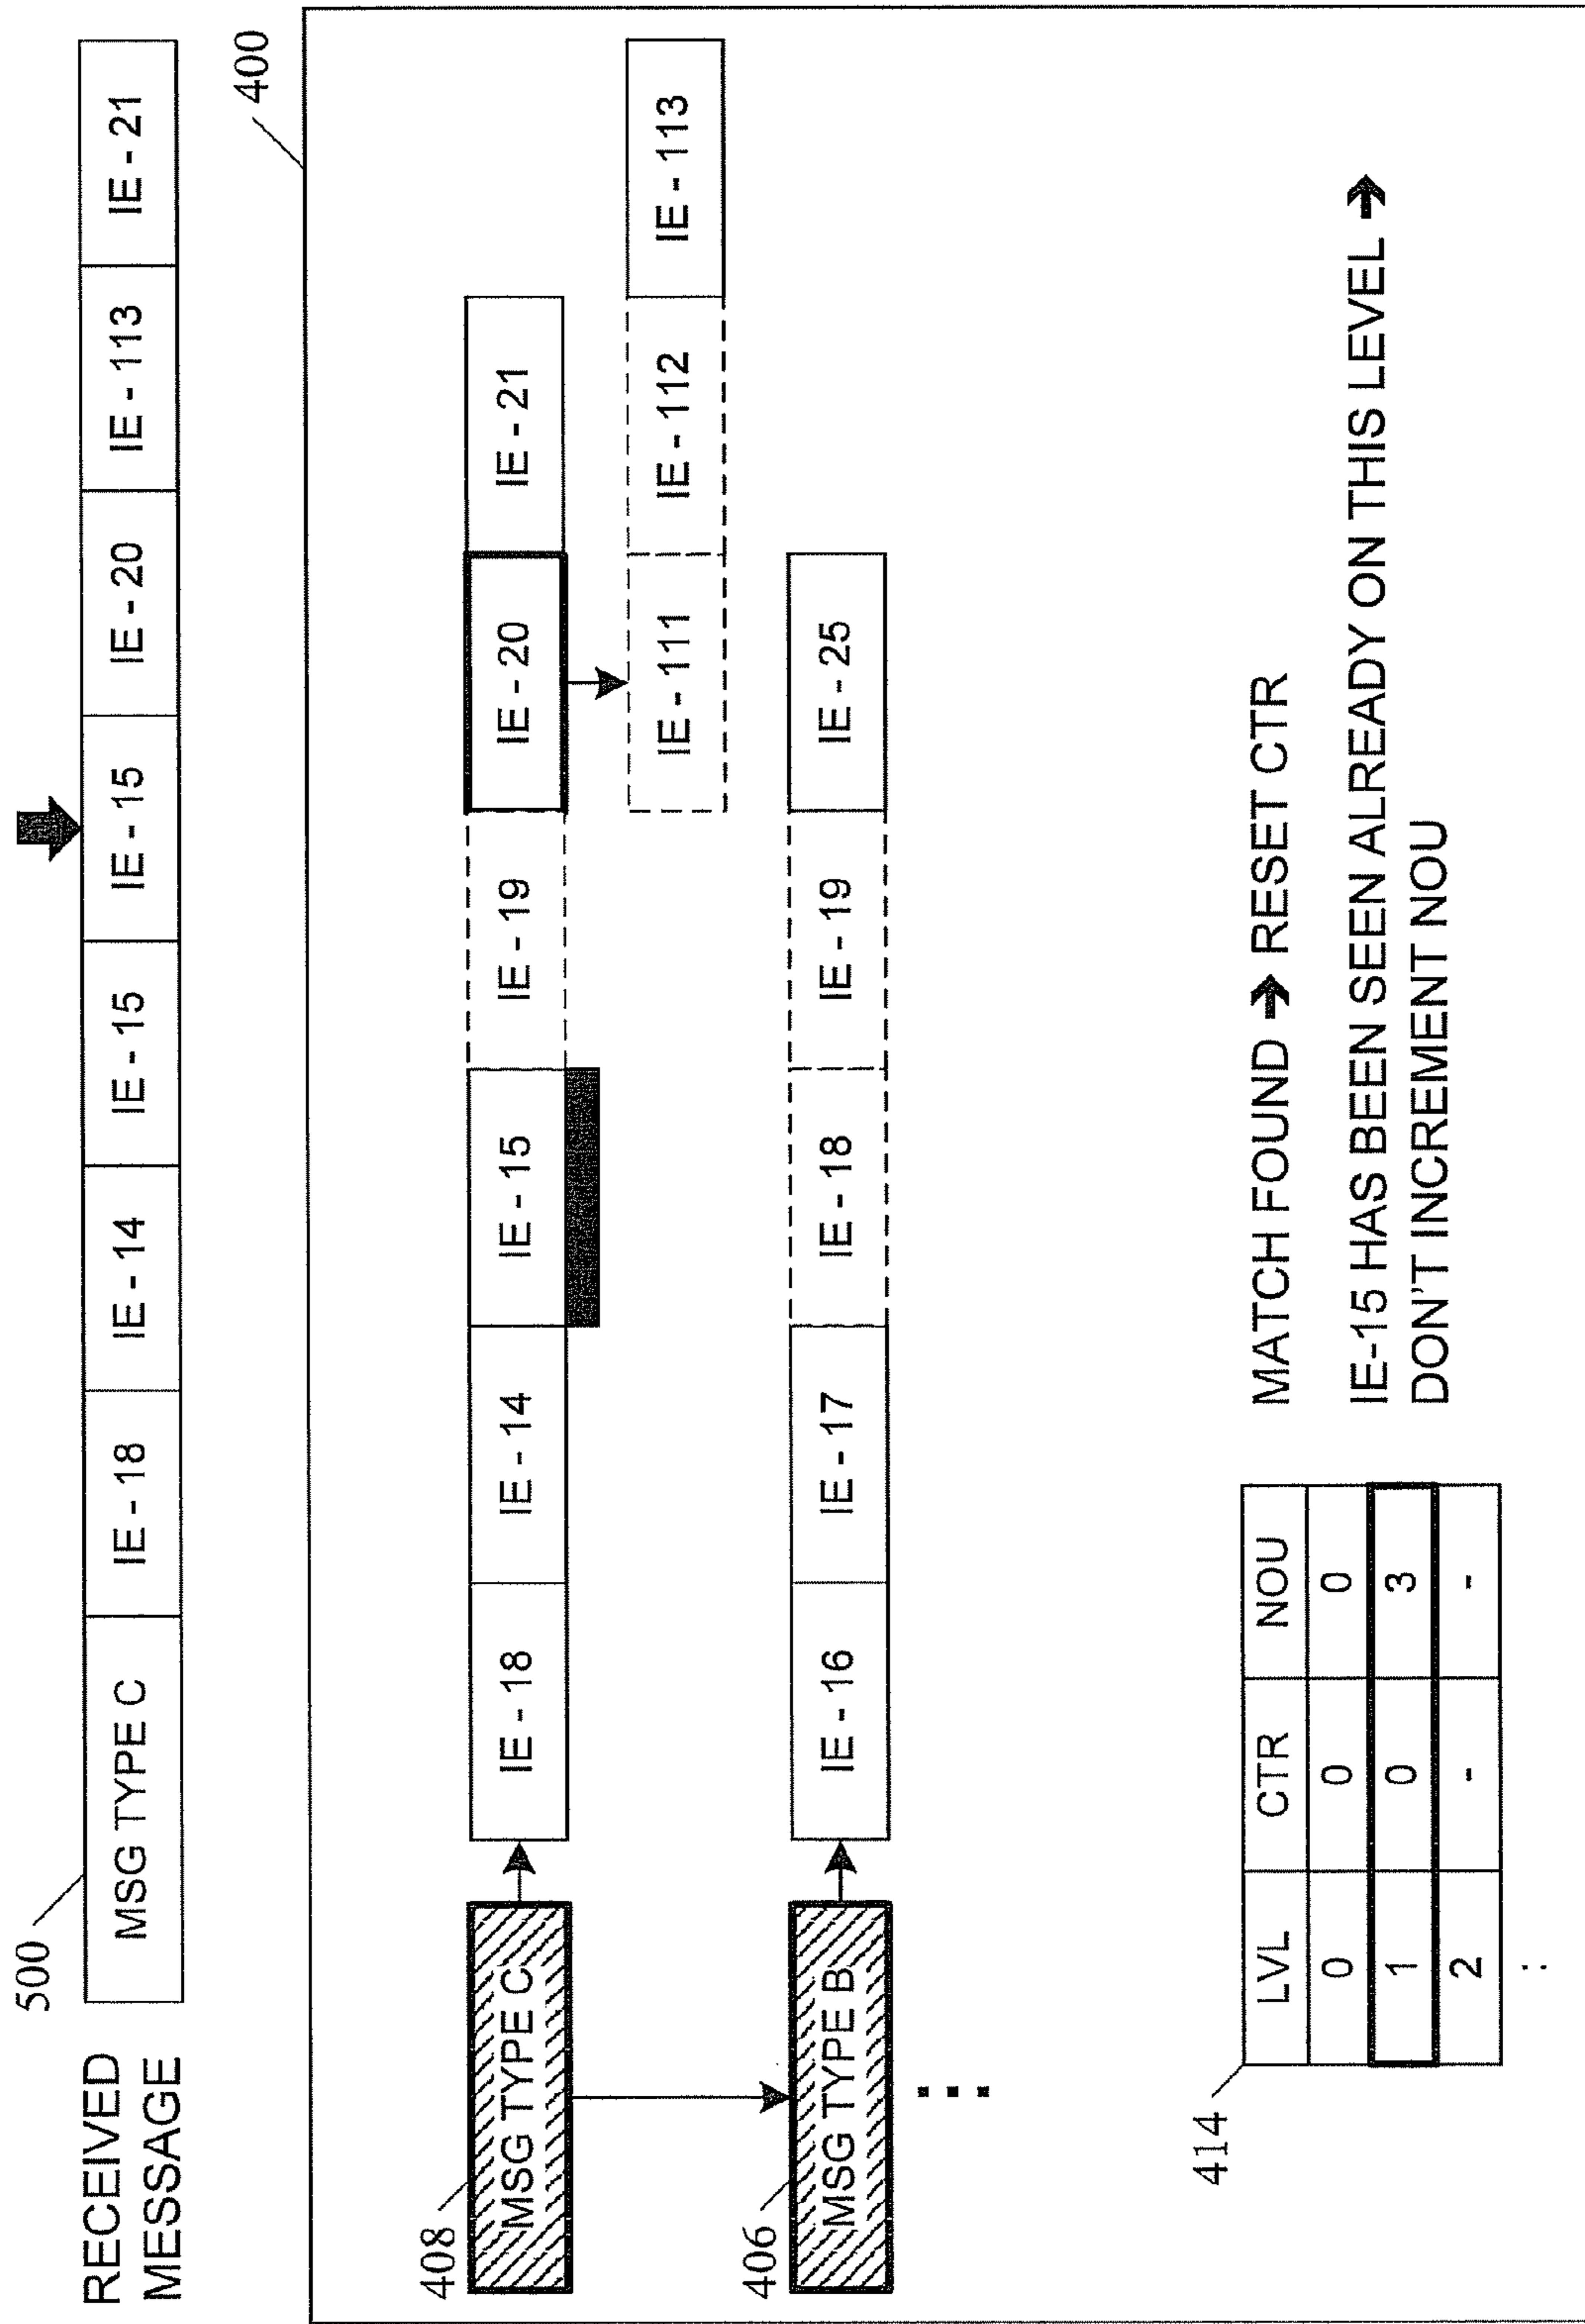 RECEIVED
MESSAGE
500
MSG TYPE C
IE - 18
IE - 14
IE - 15
IE - 15
IE - 20
IE - 113
IE - 21
400
408
MSG TYPE C
IE - 18
IE - 14
IE - 15
IE - 19
IE - 20
IE - 21
IE - 111
IE - 112
IE - 113
406
MSG TYPE B
IE - 16
IE - 17
IE - 18
IE - 19
IE - 25
414
LVL CTR NOU
0 0 0
1 0 3
2 - -
MATCH FOUND ➔ RESET CTR
IE-15 HAS BEEN SEEN ALREADY ON THIS LEVEL ➔
DON'T INCREMENT NOU